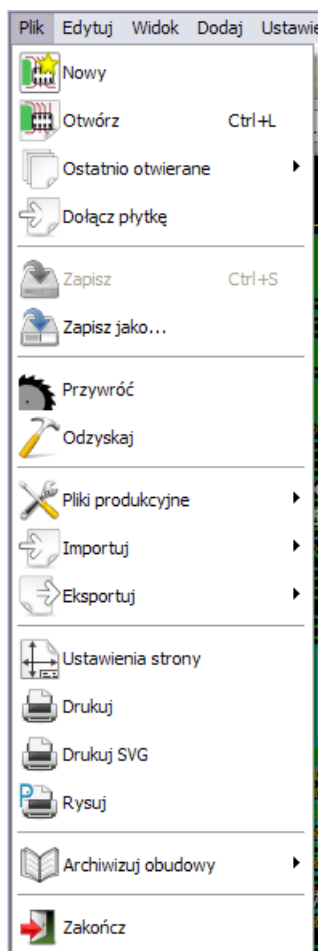 Plik Edytuj Widok Dodaj Ustawie
Nowy
Otwórz Ctrl+L
Ostatnio otwierane
Dołącz płytkę
Zapisz Ctrl+S
Zapisz jako...
Przywróć
Odzyskaj
Pliki produkcyjne
Importuj
Eksportuj
Ustawienia strony
Drukuj
Drukuj SVG
Rysuj
Archiwizuj obudowy
Zakończ